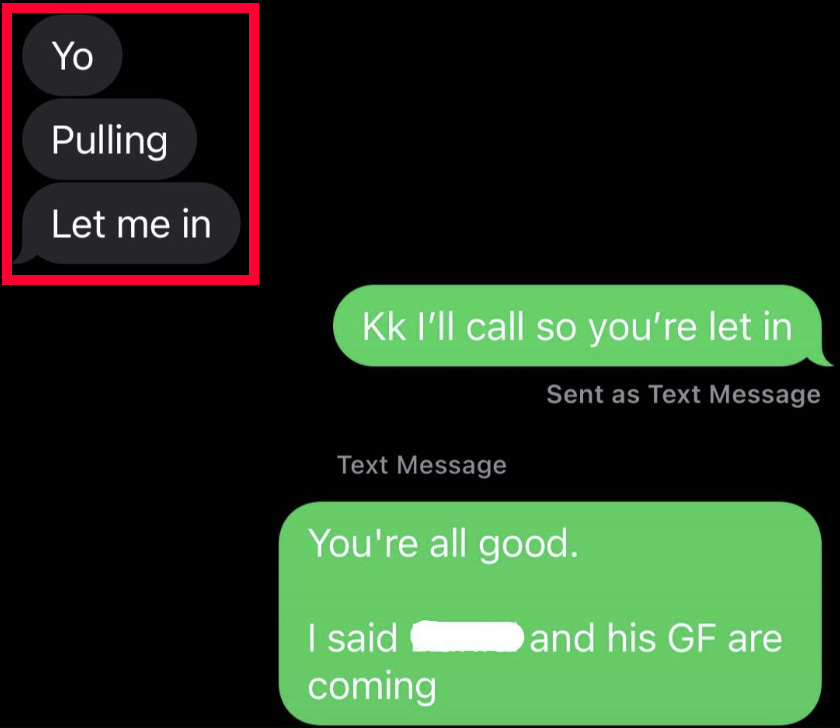 Yo
Pulling
Let me in
Kk I’ll call so you’re let in
Sent as Text Message
Text Message
You're all good.
I said and his GF are
coming